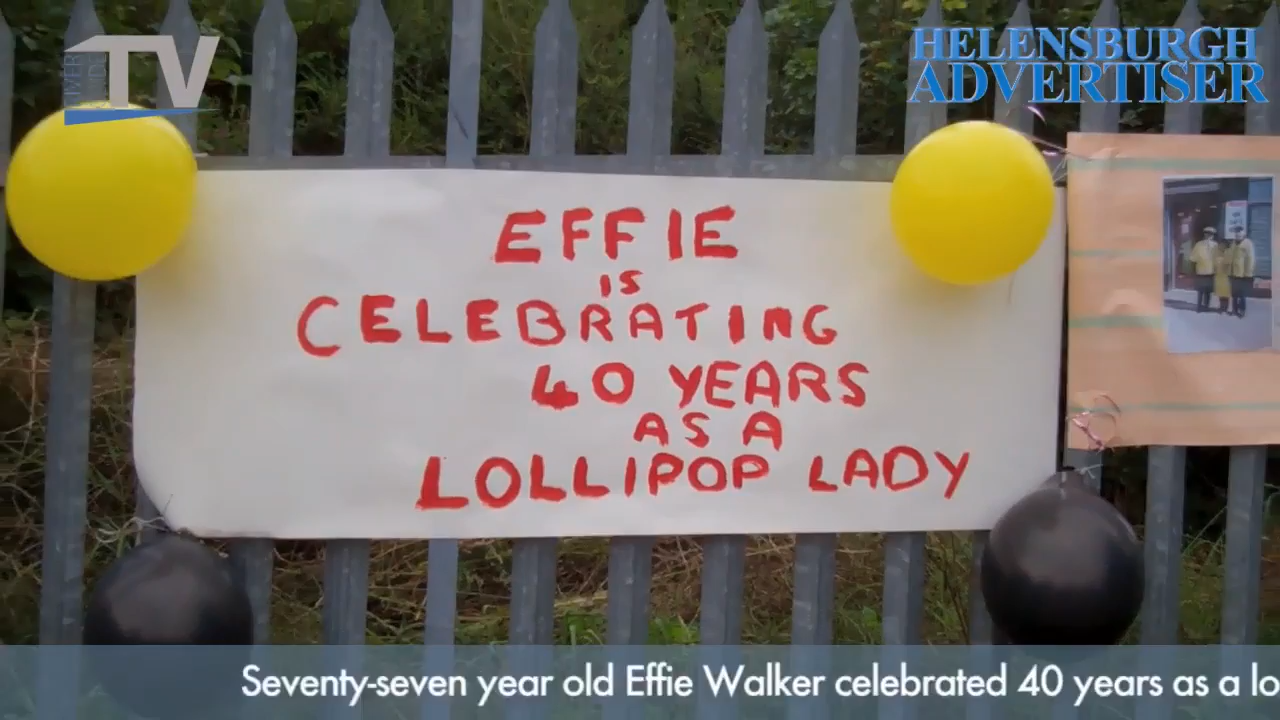 TV
HELENSBURGH
ADVERTISER
EFFIE
IS
CELEBRATING
40 YEARS
AS A
LOLLIPOP LADY
Seventy-seven year old Effie Walker celebrated 40 years as a lo